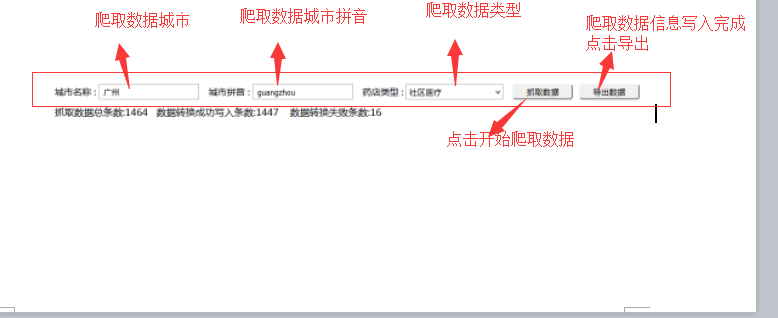 爬取数据城市
爬取数据城市拼音
爬取数据类型
爬取数据信息写入完成
点击导出
城市名称：广州 城市拼音：guangzhou 药店类型：社区医疗 抓取数据 导出数据
抓取数据总条数:1464 数据转换成功写入条数:1447 数据转换失败条数:16
点击开始爬取数据